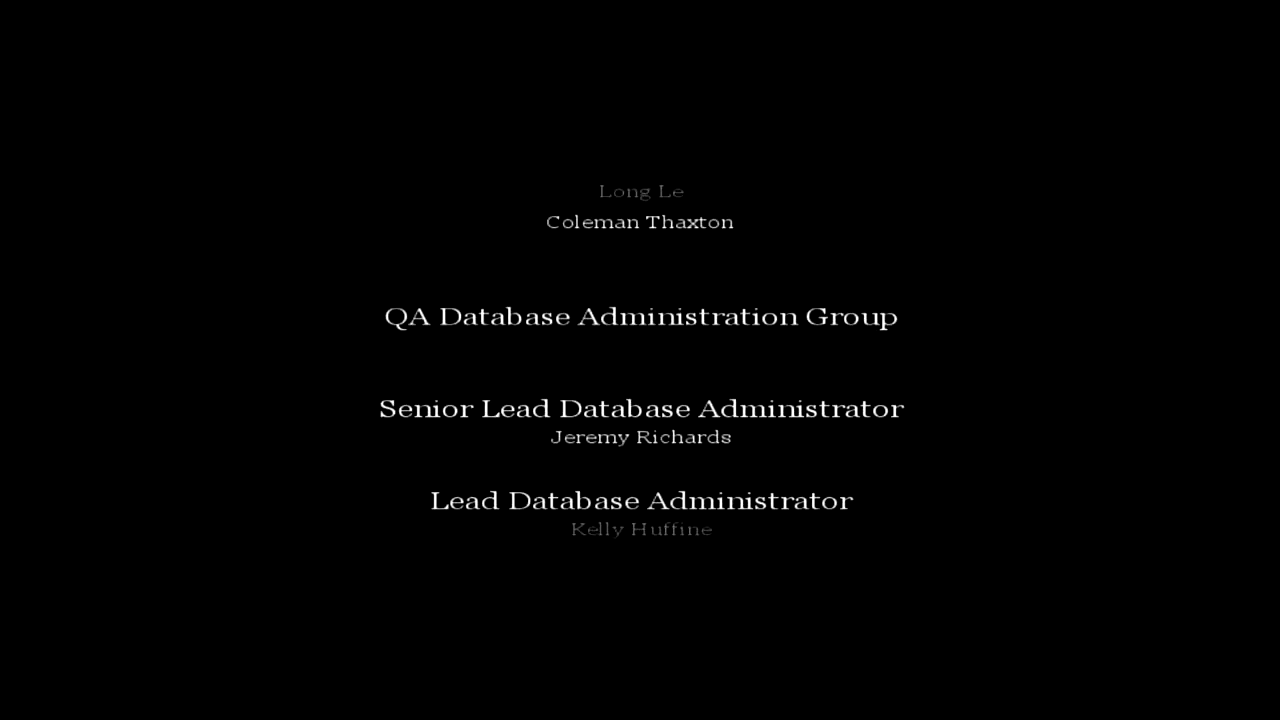 Long Le
Coleman Thaxton
QA Database Administration Group
Senior Lead Database Administrator
Jeremy Richards
Lead Database Administrator
Kelly Huffine